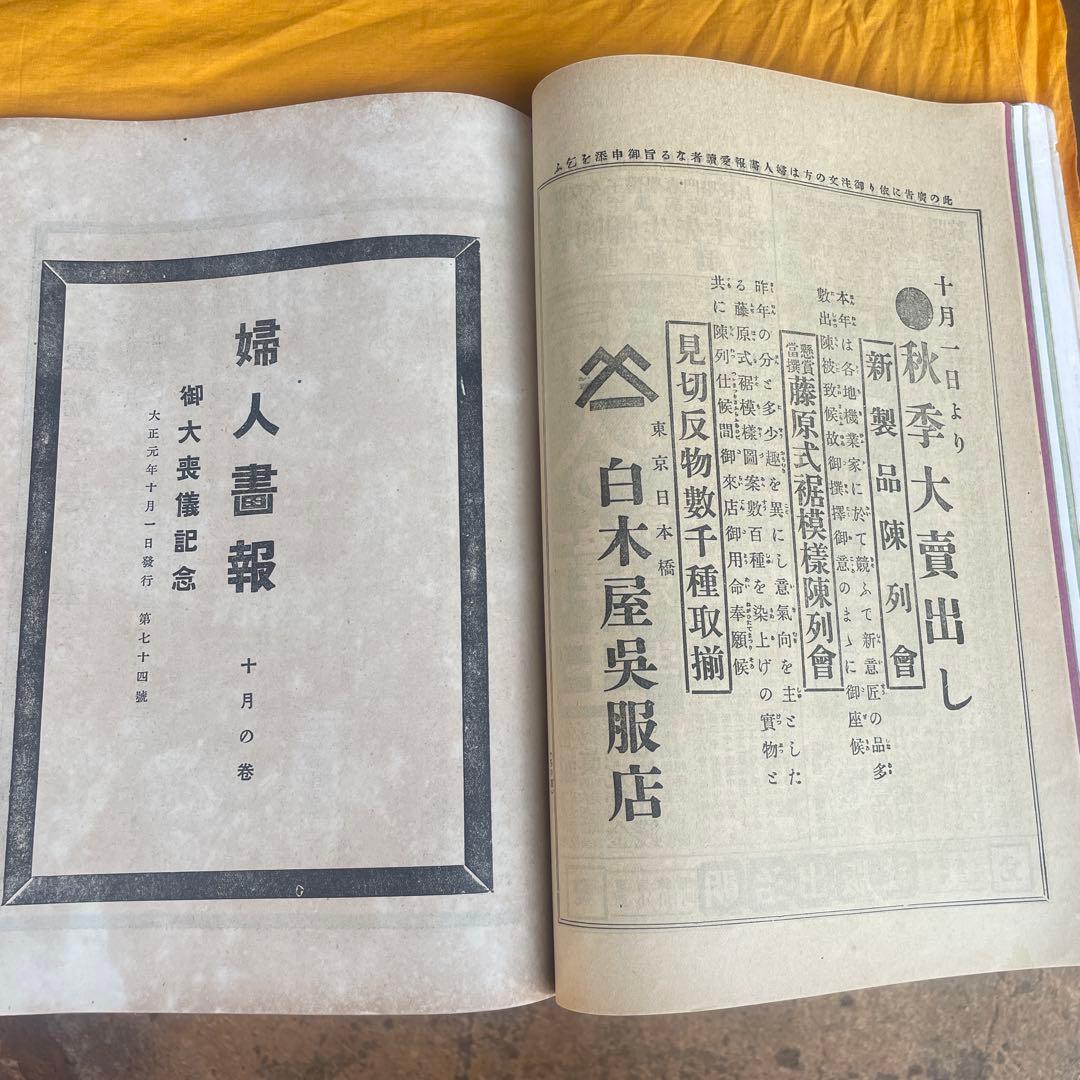 此の廣告に依り御注文の方は婦人畫報愛讀者なる旨御申添を乞ふ
十月一日より
●秋季大賣出し
新製品陳列會
本年は各地機業家に於て競ふて新意匠の品多
數出陳被致候故御撰擇御意のまゝに御座候
懸賞當撰藤原式裾模樣陳列會
昨年の分と多少趣を異にし意氣向を主とした
る藤原式裾模樣圖案數百種を染上げの實物と
共に陳列仕候間御來店御用命奉願候
見切反物數千種取揃
東京日本橋
白木屋吳服店
婦人畫報 十月の卷
御大喪儀記念
大正元年十月一日發行 第七十四號